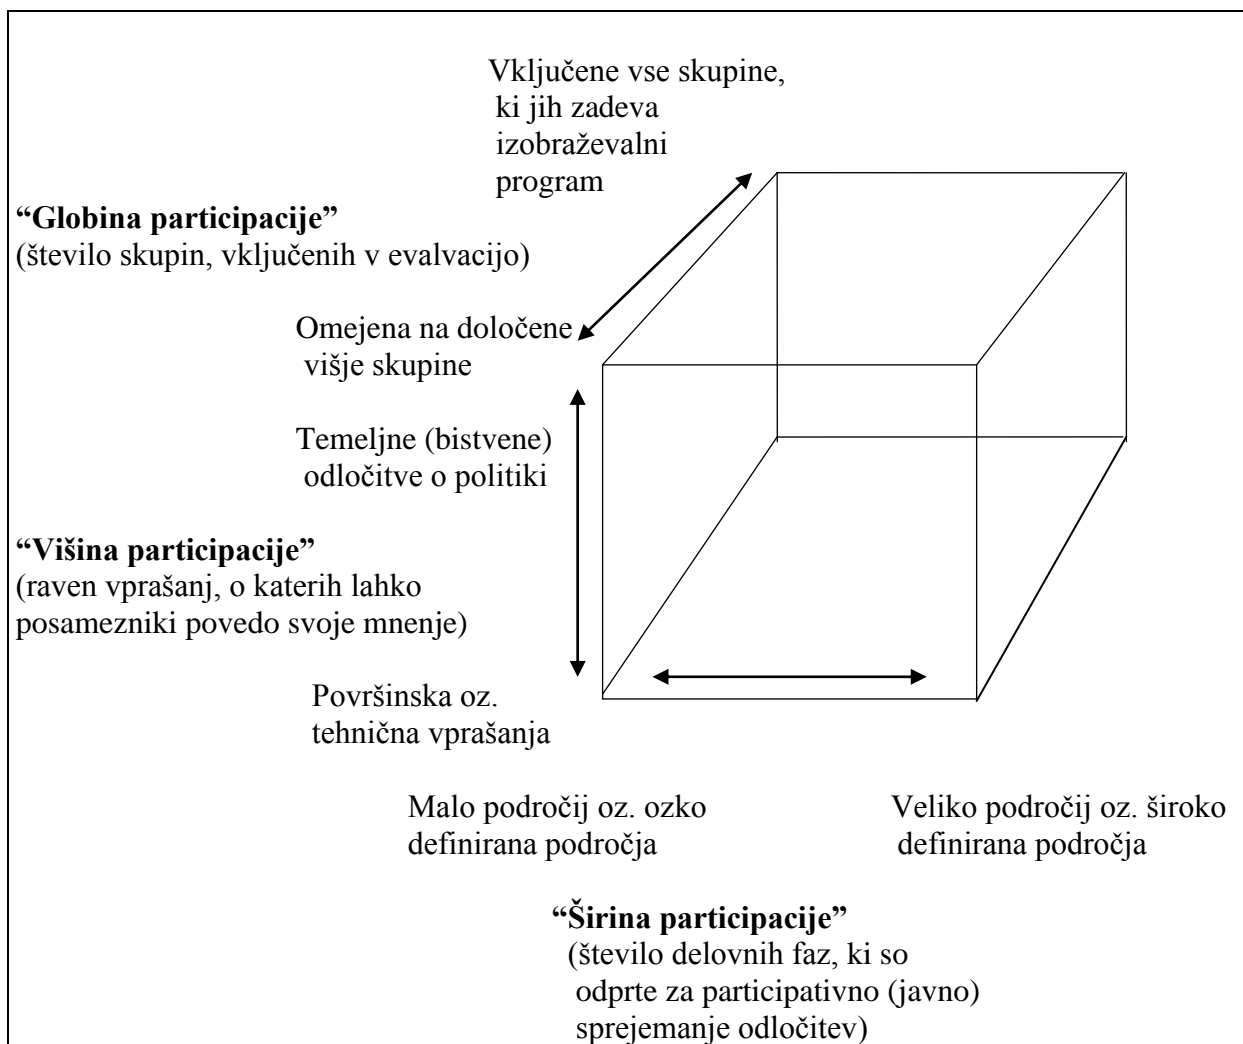 Vključene vse skupine,
ki jih zadeva
izobraževalni
program
“Globina participacije”
(število skupin, vključenih v evalvacijo)
Omejena na določene
višje skupine
Temeljne (bistvene)
odločitve o politiki
“Višina participacije”
(raven vprašanj, o katerih lahko
posamezniki povedo svoje mnenje)
Površinska oz.
tehnična vprašanja
Malo področij oz. ozko
definirana področja
Veliko področij oz. široko
definirana področja
“Širina participacije”
(število delovnih faz, ki so
odprte za participativno (javno)
sprejemanje odločitev)